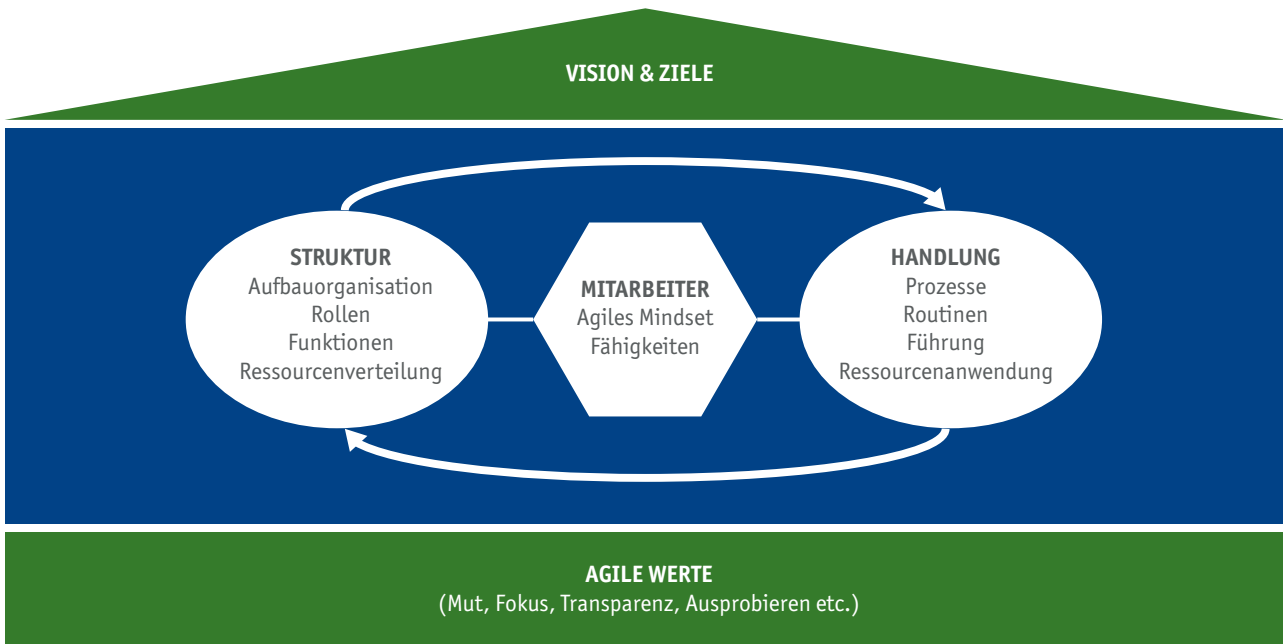 VISION & ZIELE
STRUKTUR
Aufbauorganisation
Rollen
Funktionen
Ressourcenverteilung
MITARBEITER
Agiles Mindset
Fähigkeiten
HANDLUNG
Prozesse
Routinen
Führung
Ressourcenanwendung
AGILE WERTE
(Mut, Fokus, Transparenz, Ausprobieren etc.)